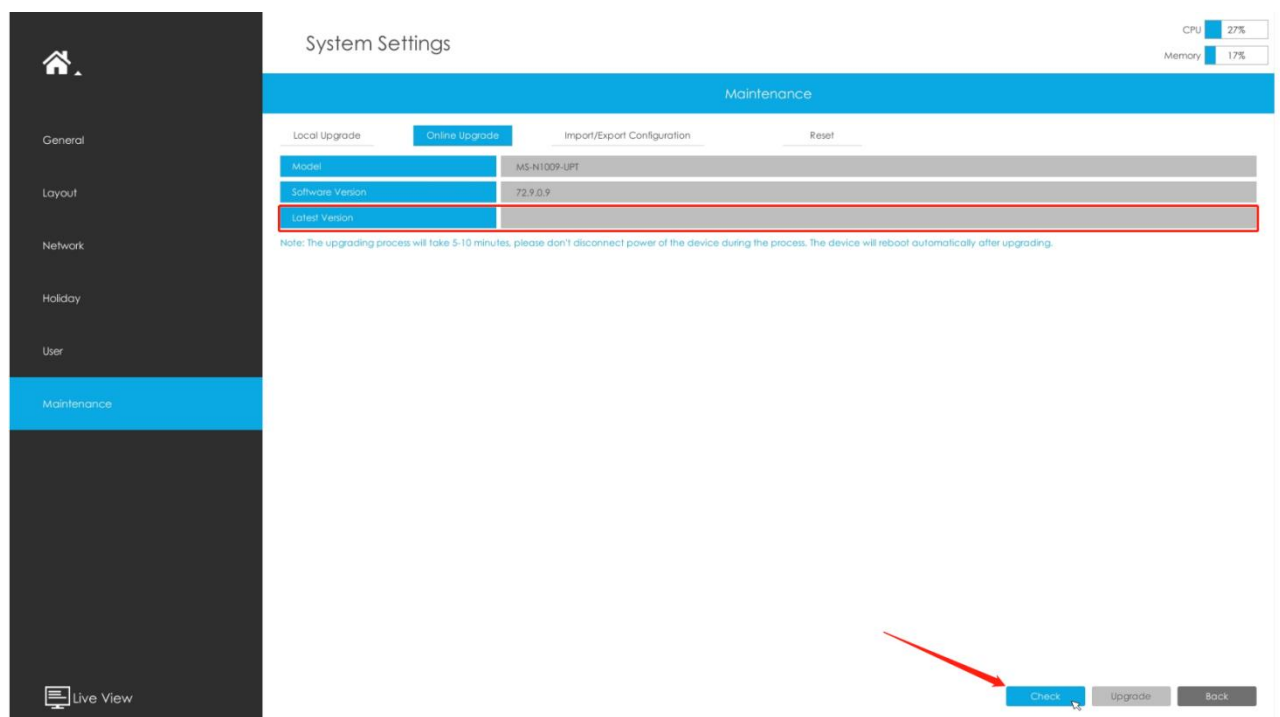 System Settings
CPU 27%
Memory 17%
Maintenance
General
Layout
Network
Holiday
User
Maintenance
Live View
Local Upgrade Online Upgrade Import/Export Configuration Reset
Model MS-N1009-UPT
Software Version 72.9.0.9
Latest Version
Note: The upgrading process will take 5-10 minutes, please don't disconnect power of the device during the process. The device will reboot automatically after upgrading.
Check Upgrade Back